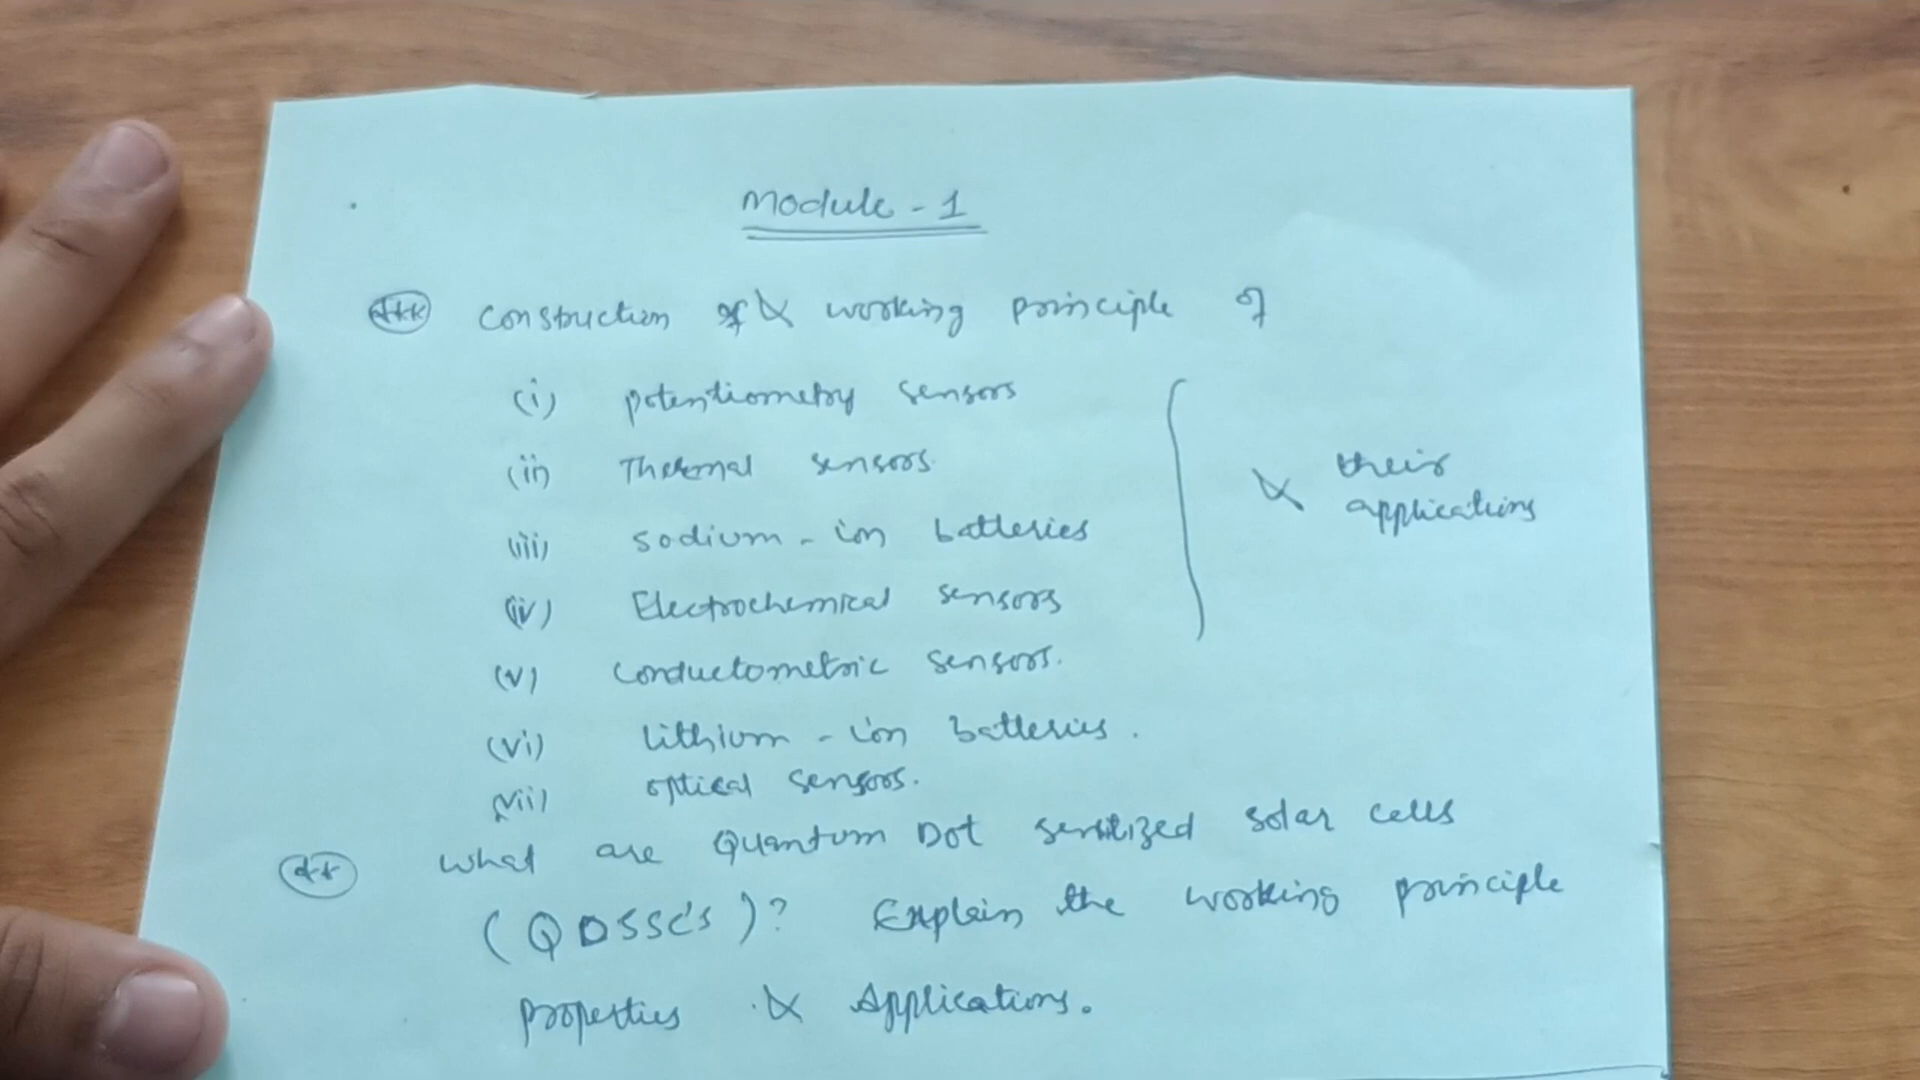 Module - 1
*** Construction & working principle of
(i) potentiometry sensors
(ii) Thermal sensors.
(iii) sodium - ion batteries
& their
applications
(iv) Electrochemical sensors
(v) conductometric sensors.
(vi) lithium - ion batteries.
(vii) optical sensors.
** what are Quantum Dot sensitized solar cells
(QDSSC's)? Explain the working principle
properties & Applications.